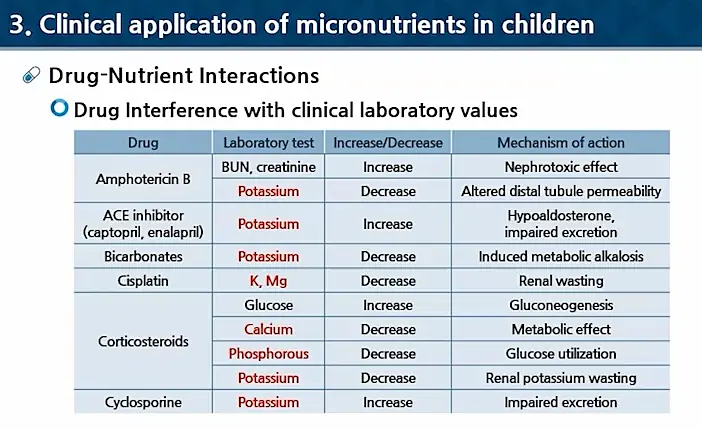 3. Clinical application of micronutrients in children
Drug-Nutrient Interactions
Drug Interference with clinical laboratory values
Drug Laboratory test Increase/Decrease Mechanism of action
Amphotericin B BUN, creatinine Increase Nephrotoxic effect
Potassium Decrease Altered distal tubule permeability
ACE inhibitor (captopril, enalapril) Potassium Increase Hypoaldosterone, impaired excretion
Bicarbonates Potassium Decrease Induced metabolic alkalosis
Cisplatin K, Mg Decrease Renal wasting
Corticosteroids Glucose Increase Gluconeogenesis
Calcium Decrease Metabolic effect
Phosphorous Decrease Glucose utilization
Potassium Decrease Renal potassium wasting
Cyclosporine Potassium Increase Impaired excretion